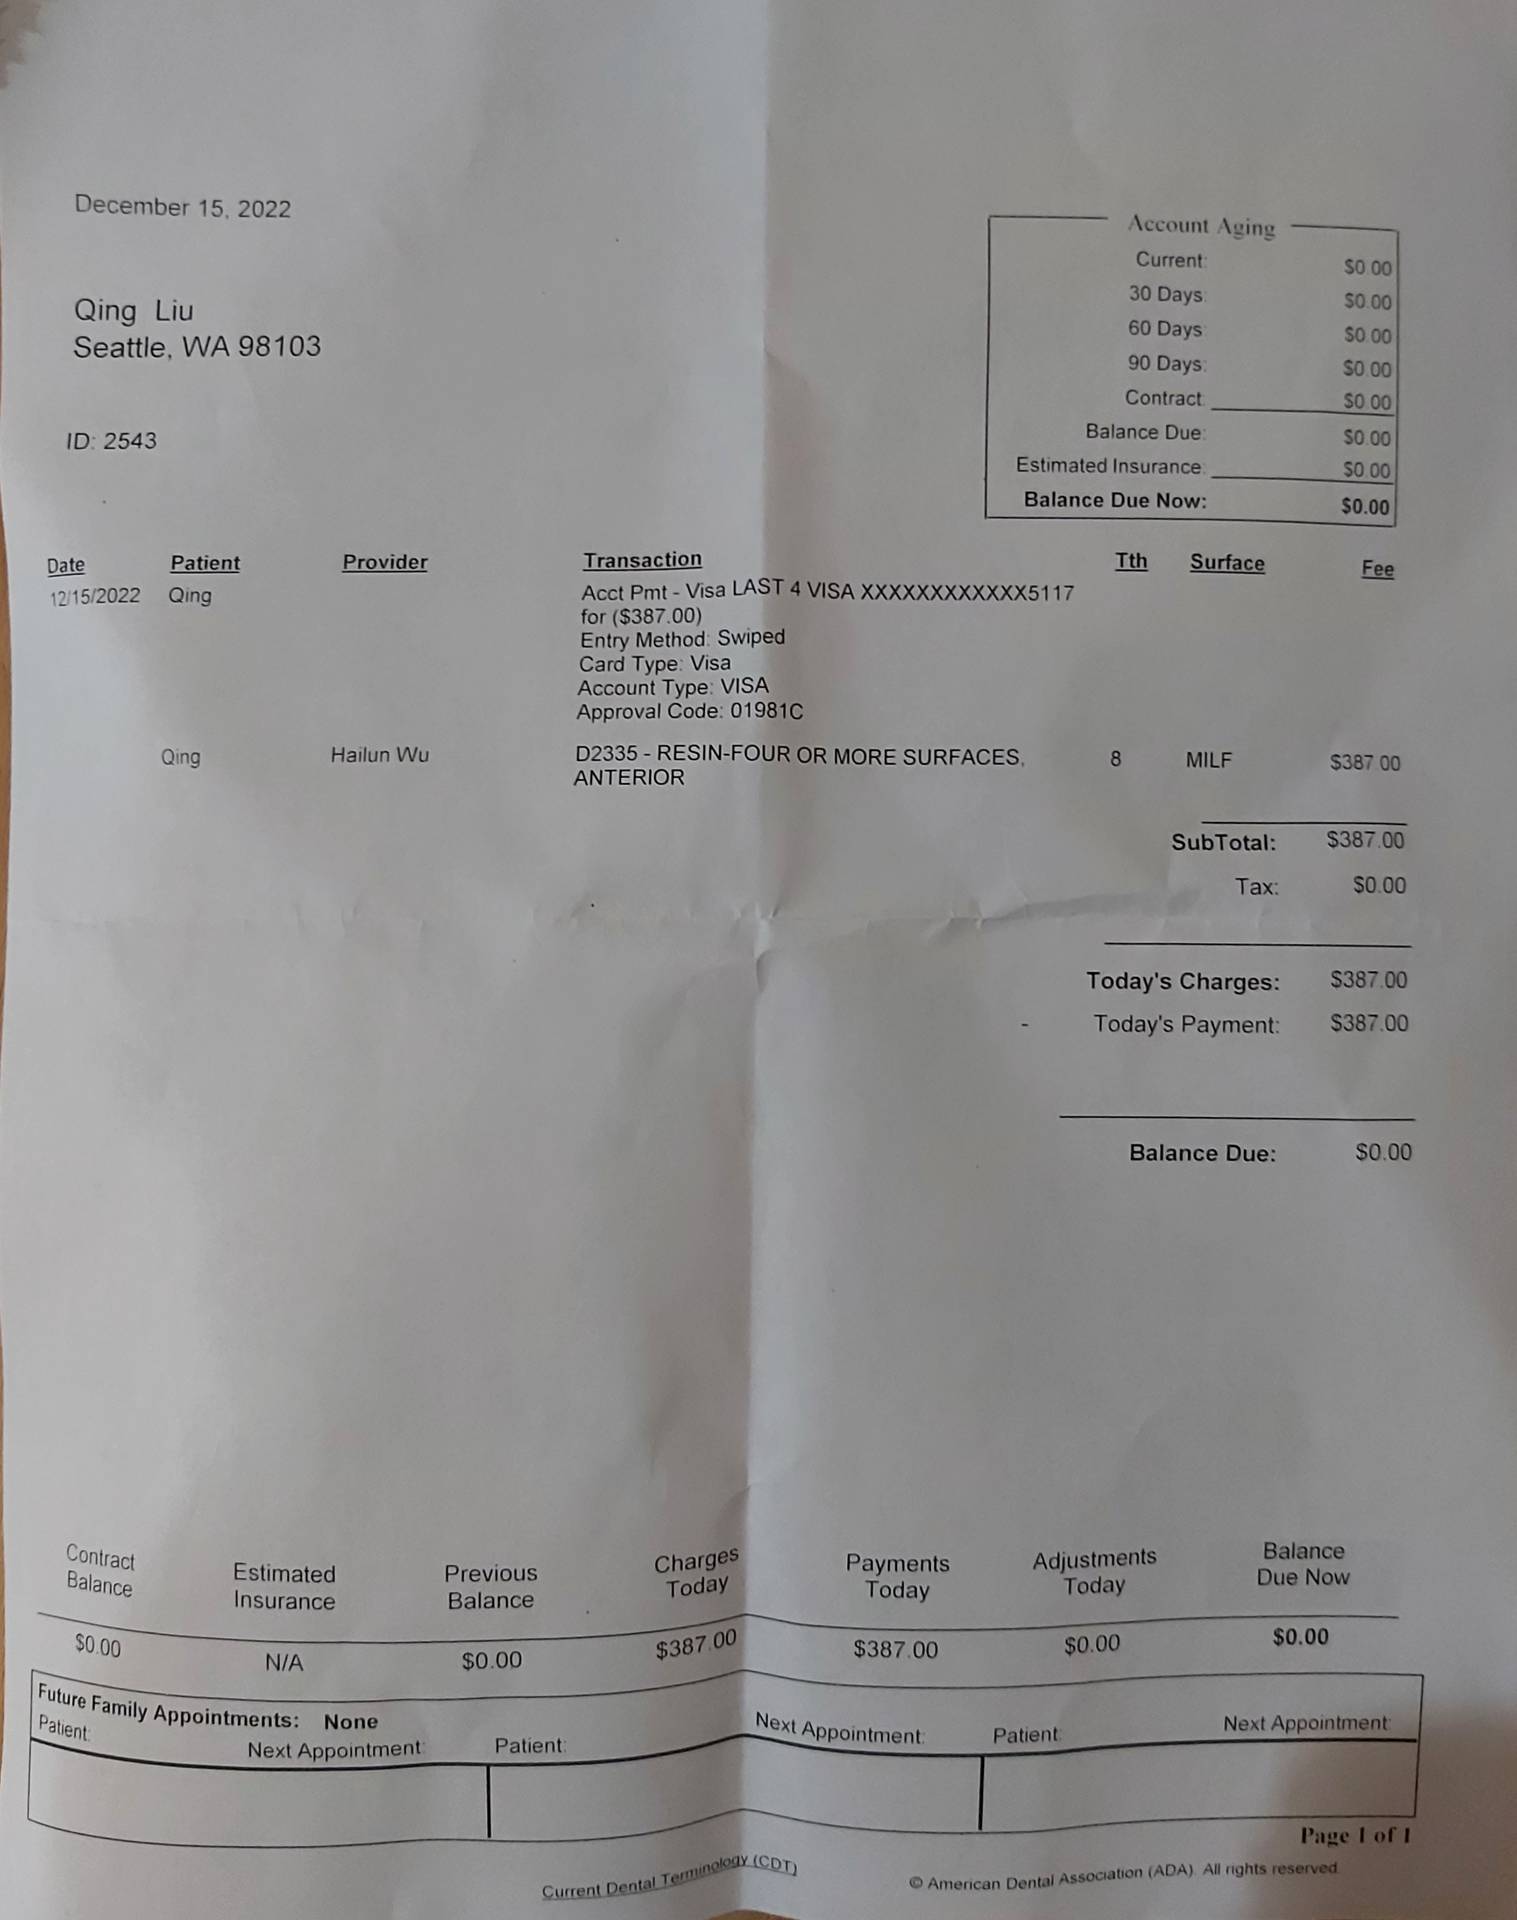 December 15, 2022
Qing Liu
Seattle, WA 98103
ID: 2543
Account Aging
Current: $0.00
30 Days: $0.00
60 Days: $0.00
90 Days: $0.00
Contract: $0.00
Balance Due: $0.00
Estimated Insurance: $0.00
Balance Due Now: $0.00
Date Patient Provider Transaction Tth Surface Fee
12/15/2022 Qing Acct Pmt - Visa LAST 4 VISA XXXXXXXXXXXX5117
for ($387.00)
Entry Method: Swiped
Card Type: Visa
Account Type: VISA
Approval Code: 01981C
Qing Hailun Wu D2335 - RESIN-FOUR OR MORE SURFACES, 8 MILF $387.00
ANTERIOR
SubTotal: $387.00
Tax: $0.00
Today's Charges: $387.00
- Today's Payment: $387.00
Balance Due: $0.00
Contract Estimated Previous Charges Payments Adjustments Balance
Balance Insurance Balance Today Today Today Due Now
$0.00 N/A $0.00 $387.00 $387.00 $0.00 $0.00
Future Family Appointments: None
Patient: Next Appointment: Patient: Next Appointment: Patient: Next Appointment:
Page 1 of 1
Current Dental Terminology (CDT) © American Dental Association (ADA). All rights reserved.